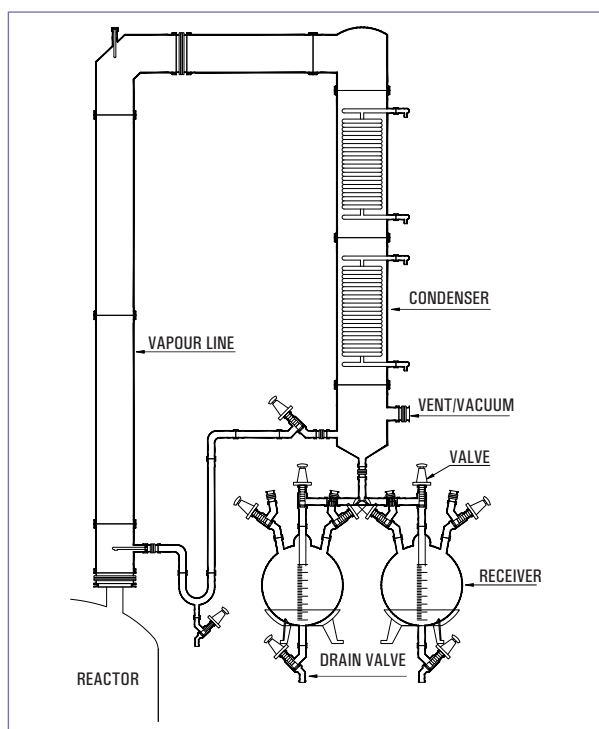 CONDENSER
VAPOUR LINE
VENT/VACUUM
VALVE
RECEIVER
DRAIN VALVE
REACTOR